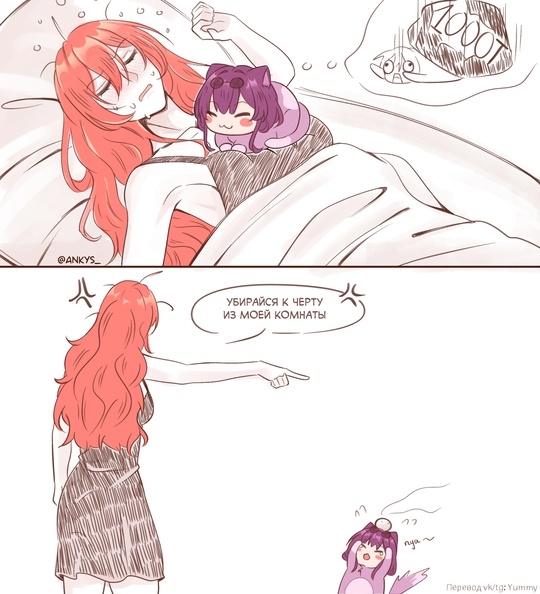 1000T
@ANKYS_
УБИРАЙСЯ К ЧЕРТУ
ИЗ МОЕЙ КОМНАТЫ
nya~
Перевод vk/tg: Yummy